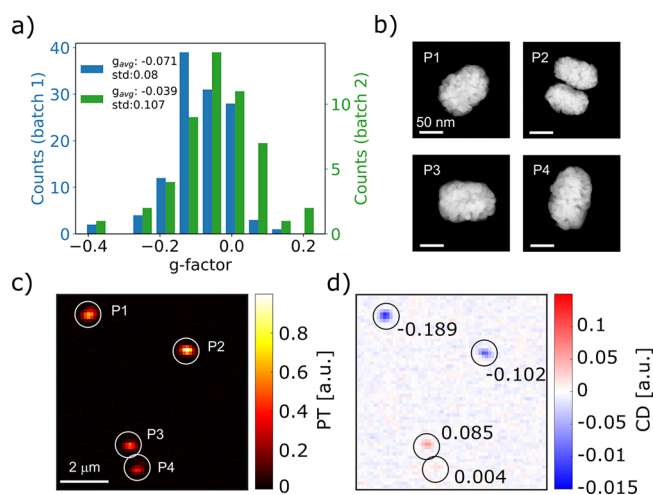 a)
g_avg: -0.071
std:0.08
g_avg: -0.039
std:0.107
40
30
20
10
0
Counts (batch 1)
10
5
0
Counts (batch 2)
−0.4
−0.2
0.0
0.2
g-factor
b)
P1
50 nm
P2
P3
P4
c)
P1
P2
P3
P4
2 μm
0.8
0.6
0.4
0.2
0
PT [a.u.]
d)
-0.189
-0.102
0.085
0.004
0.1
0.05
0
-0.005
-0.01
-0.015
CD [a.u.]